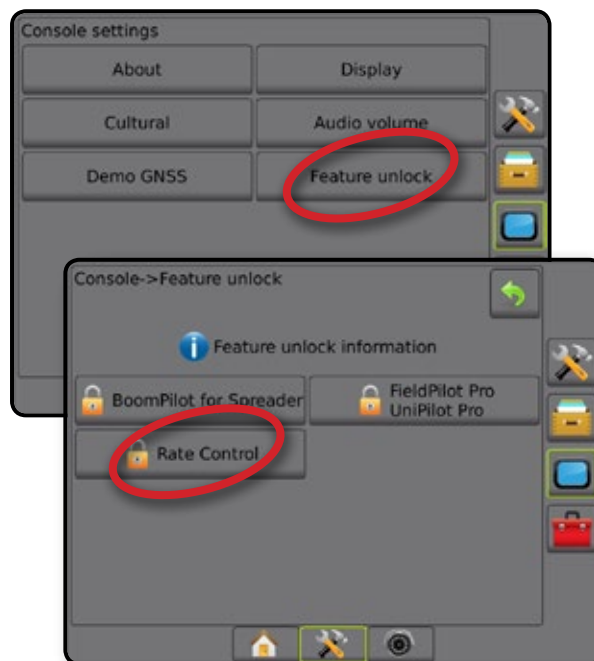 Console settings
About
Display
Cultural
Audio volume
Demo GNSS
Feature unlock
Console->Feature unlock
Feature unlock information
BoomPilot for Spreader
FieldPilot Pro
UniPilot Pro
Rate Control